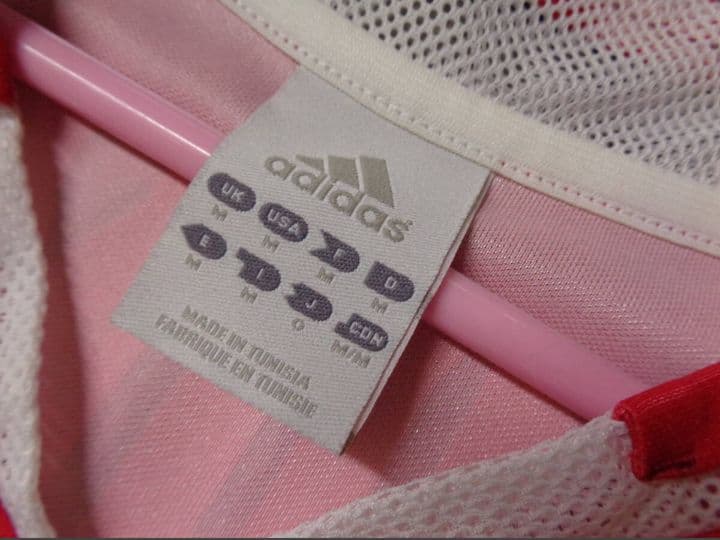 adidas
UK USA F D
M M M M
E I J CDN
M M O M/M
MADE IN TUNISIA
FABRIQUE EN TUNISIE